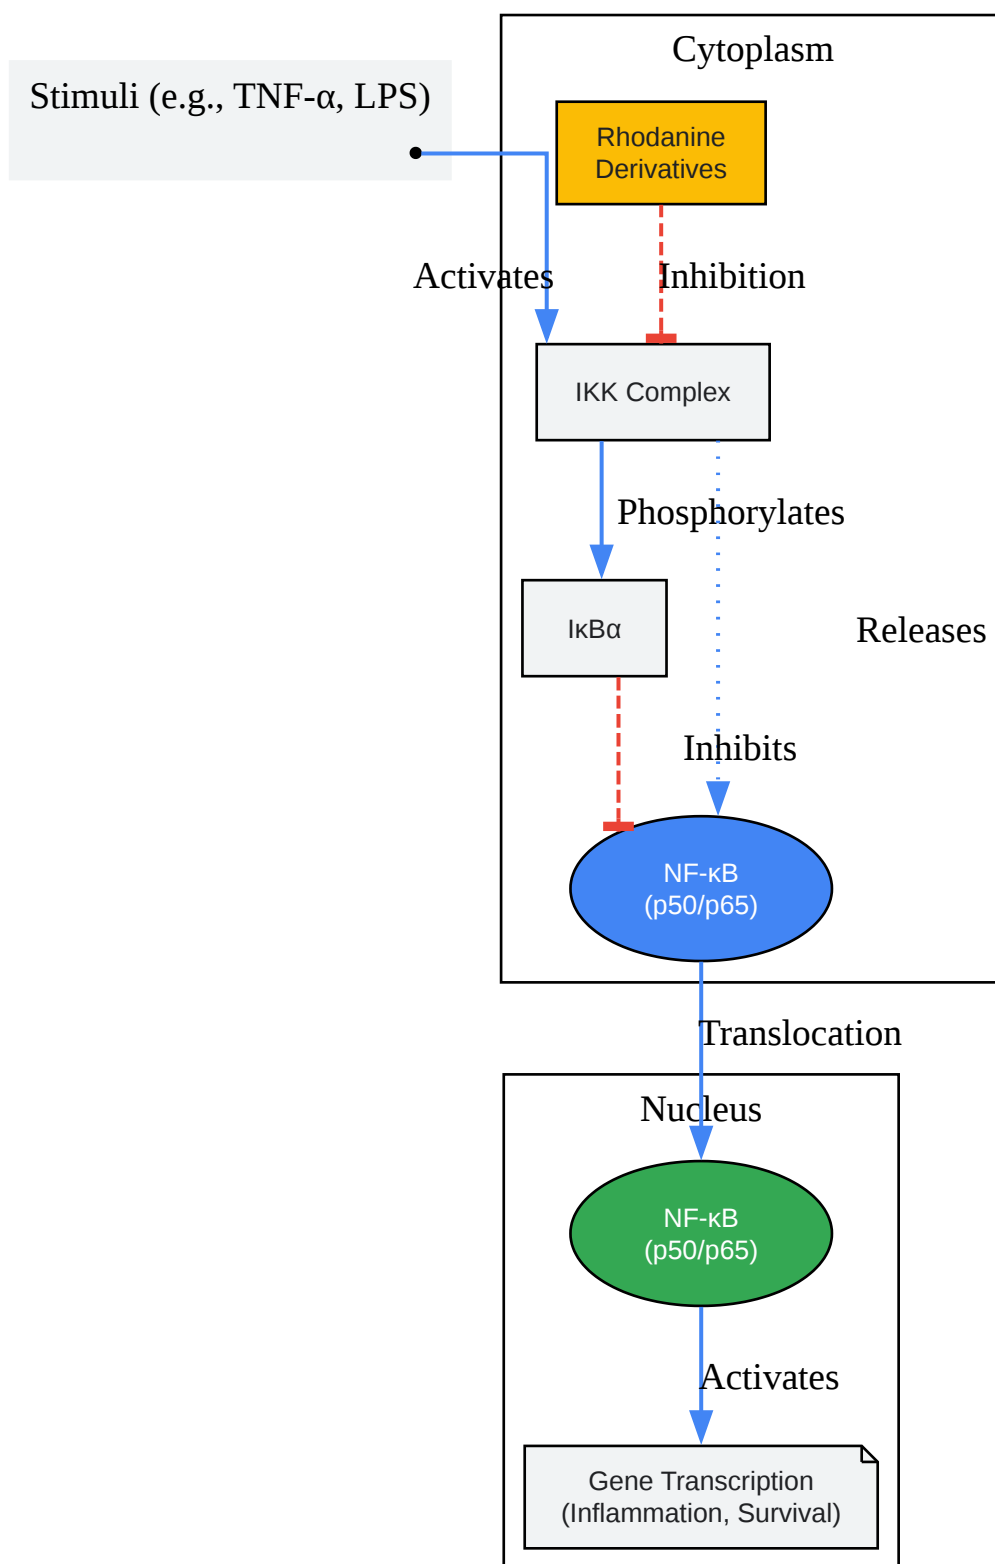 Cytoplasm
Stimuli (e.g., TNF-α, LPS)
Rhodanine
Derivatives
Activates
Inhibition
IKK Complex
Phosphorylates
IκBα
Releases
Inhibits
NF-κB
(p50/p65)
Translocation
Nucleus
NF-κB
(p50/p65)
Activates
Gene Transcription
(Inflammation, Survival)